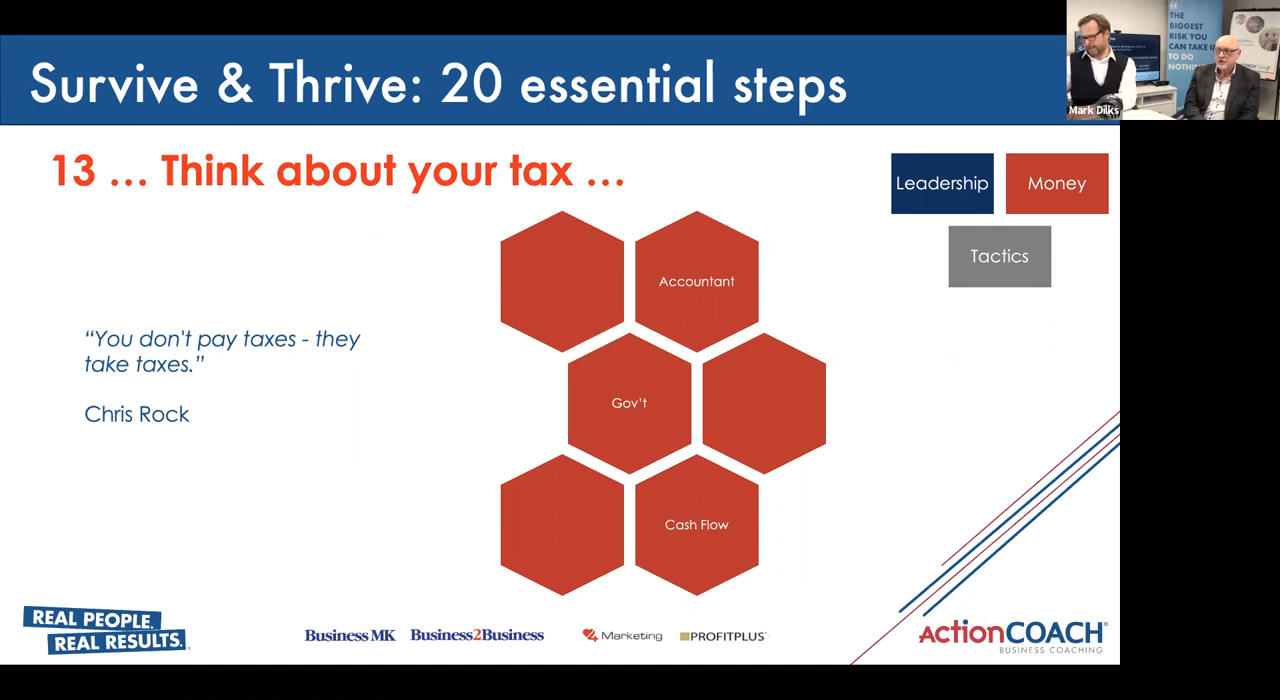 Survive & Thrive: 20 essential steps
THE
BIGGEST
RISK YOU
CAN TAKE I
TO DO
NOTHIN
Mark Dilks
13 ... Think about your tax ...
Leadership
Money
Tactics
Accountant
“You don't pay taxes - they
take taxes.”
Chris Rock
Gov’t
Cash Flow
REAL PEOPLE.
REAL RESULTS.
Business MK
Business2Business
4 Marketing
PROFITPLUS
ActionCOACH
BUSINESS COACHING